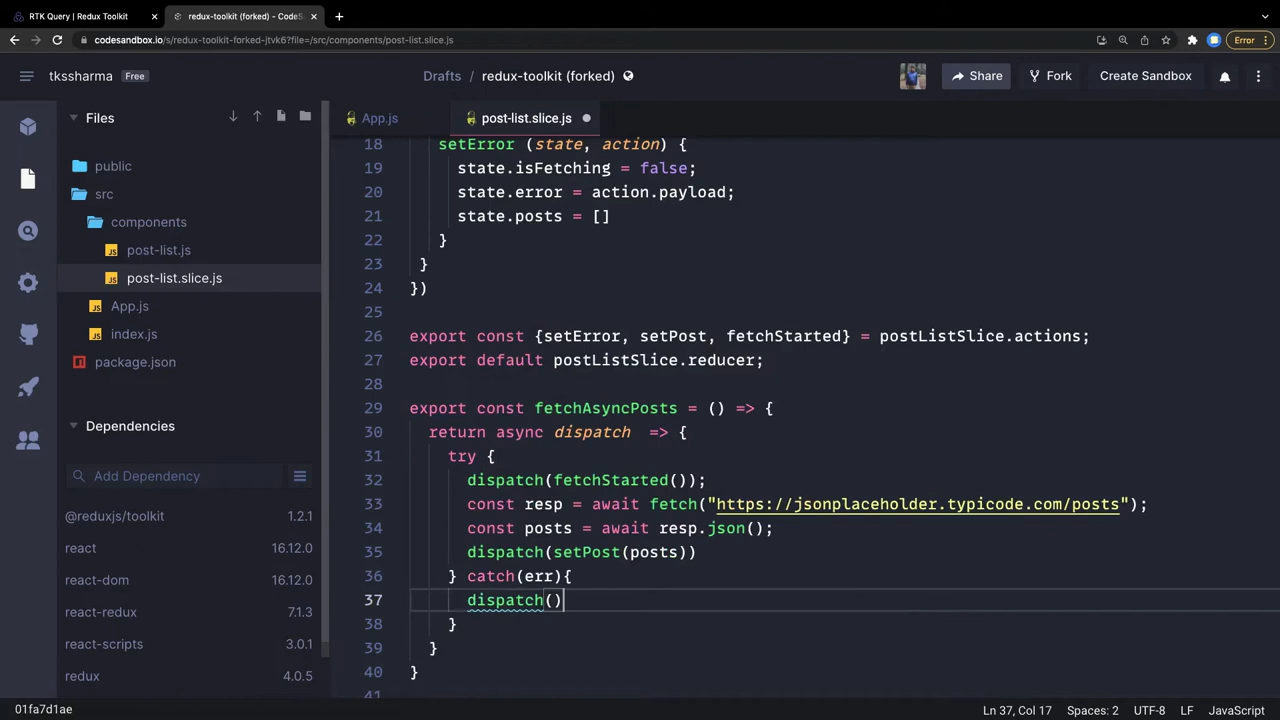 RTK Query | Redux Toolkit
redux-toolkit (forked) - CodeS
codesandbox.io/s/redux-toolkit-forked-jtvk6?file=/src/components/post-list.slice.js
Error
tkssharma Free
Drafts / redux-toolkit (forked)
Share
Fork
Create Sandbox
Files
public
src
components
post-list.js
post-list.slice.js
App.js
index.js
package.json
Dependencies
Add Dependency
@reduxjs/toolkit 1.2.1
react 16.12.0
react-dom 16.12.0
react-redux 7.1.3
react-scripts 3.0.1
redux 4.0.5
App.js
post-list.slice.js
18 setError (state, action) {
19 state.isFetching = false;
20 state.error = action.payload;
21 state.posts = []
22 }
23 }
24 })
25
26 export const {setError, setPost, fetchStarted} = postListSlice.actions;
27 export default postListSlice.reducer;
28
29 export const fetchAsyncPosts = () => {
30 return async dispatch => {
31 try {
32 dispatch(fetchStarted());
33 const resp = await fetch("https://jsonplaceholder.typicode.com/posts");
34 const posts = await resp.json();
35 dispatch(setPost(posts))
36 } catch(err){
37 dispatch()
38 }
39 }
40 }
41
01fa7d1ae
Ln 37, Col 17 Spaces: 2 UTF-8 LF JavaScript